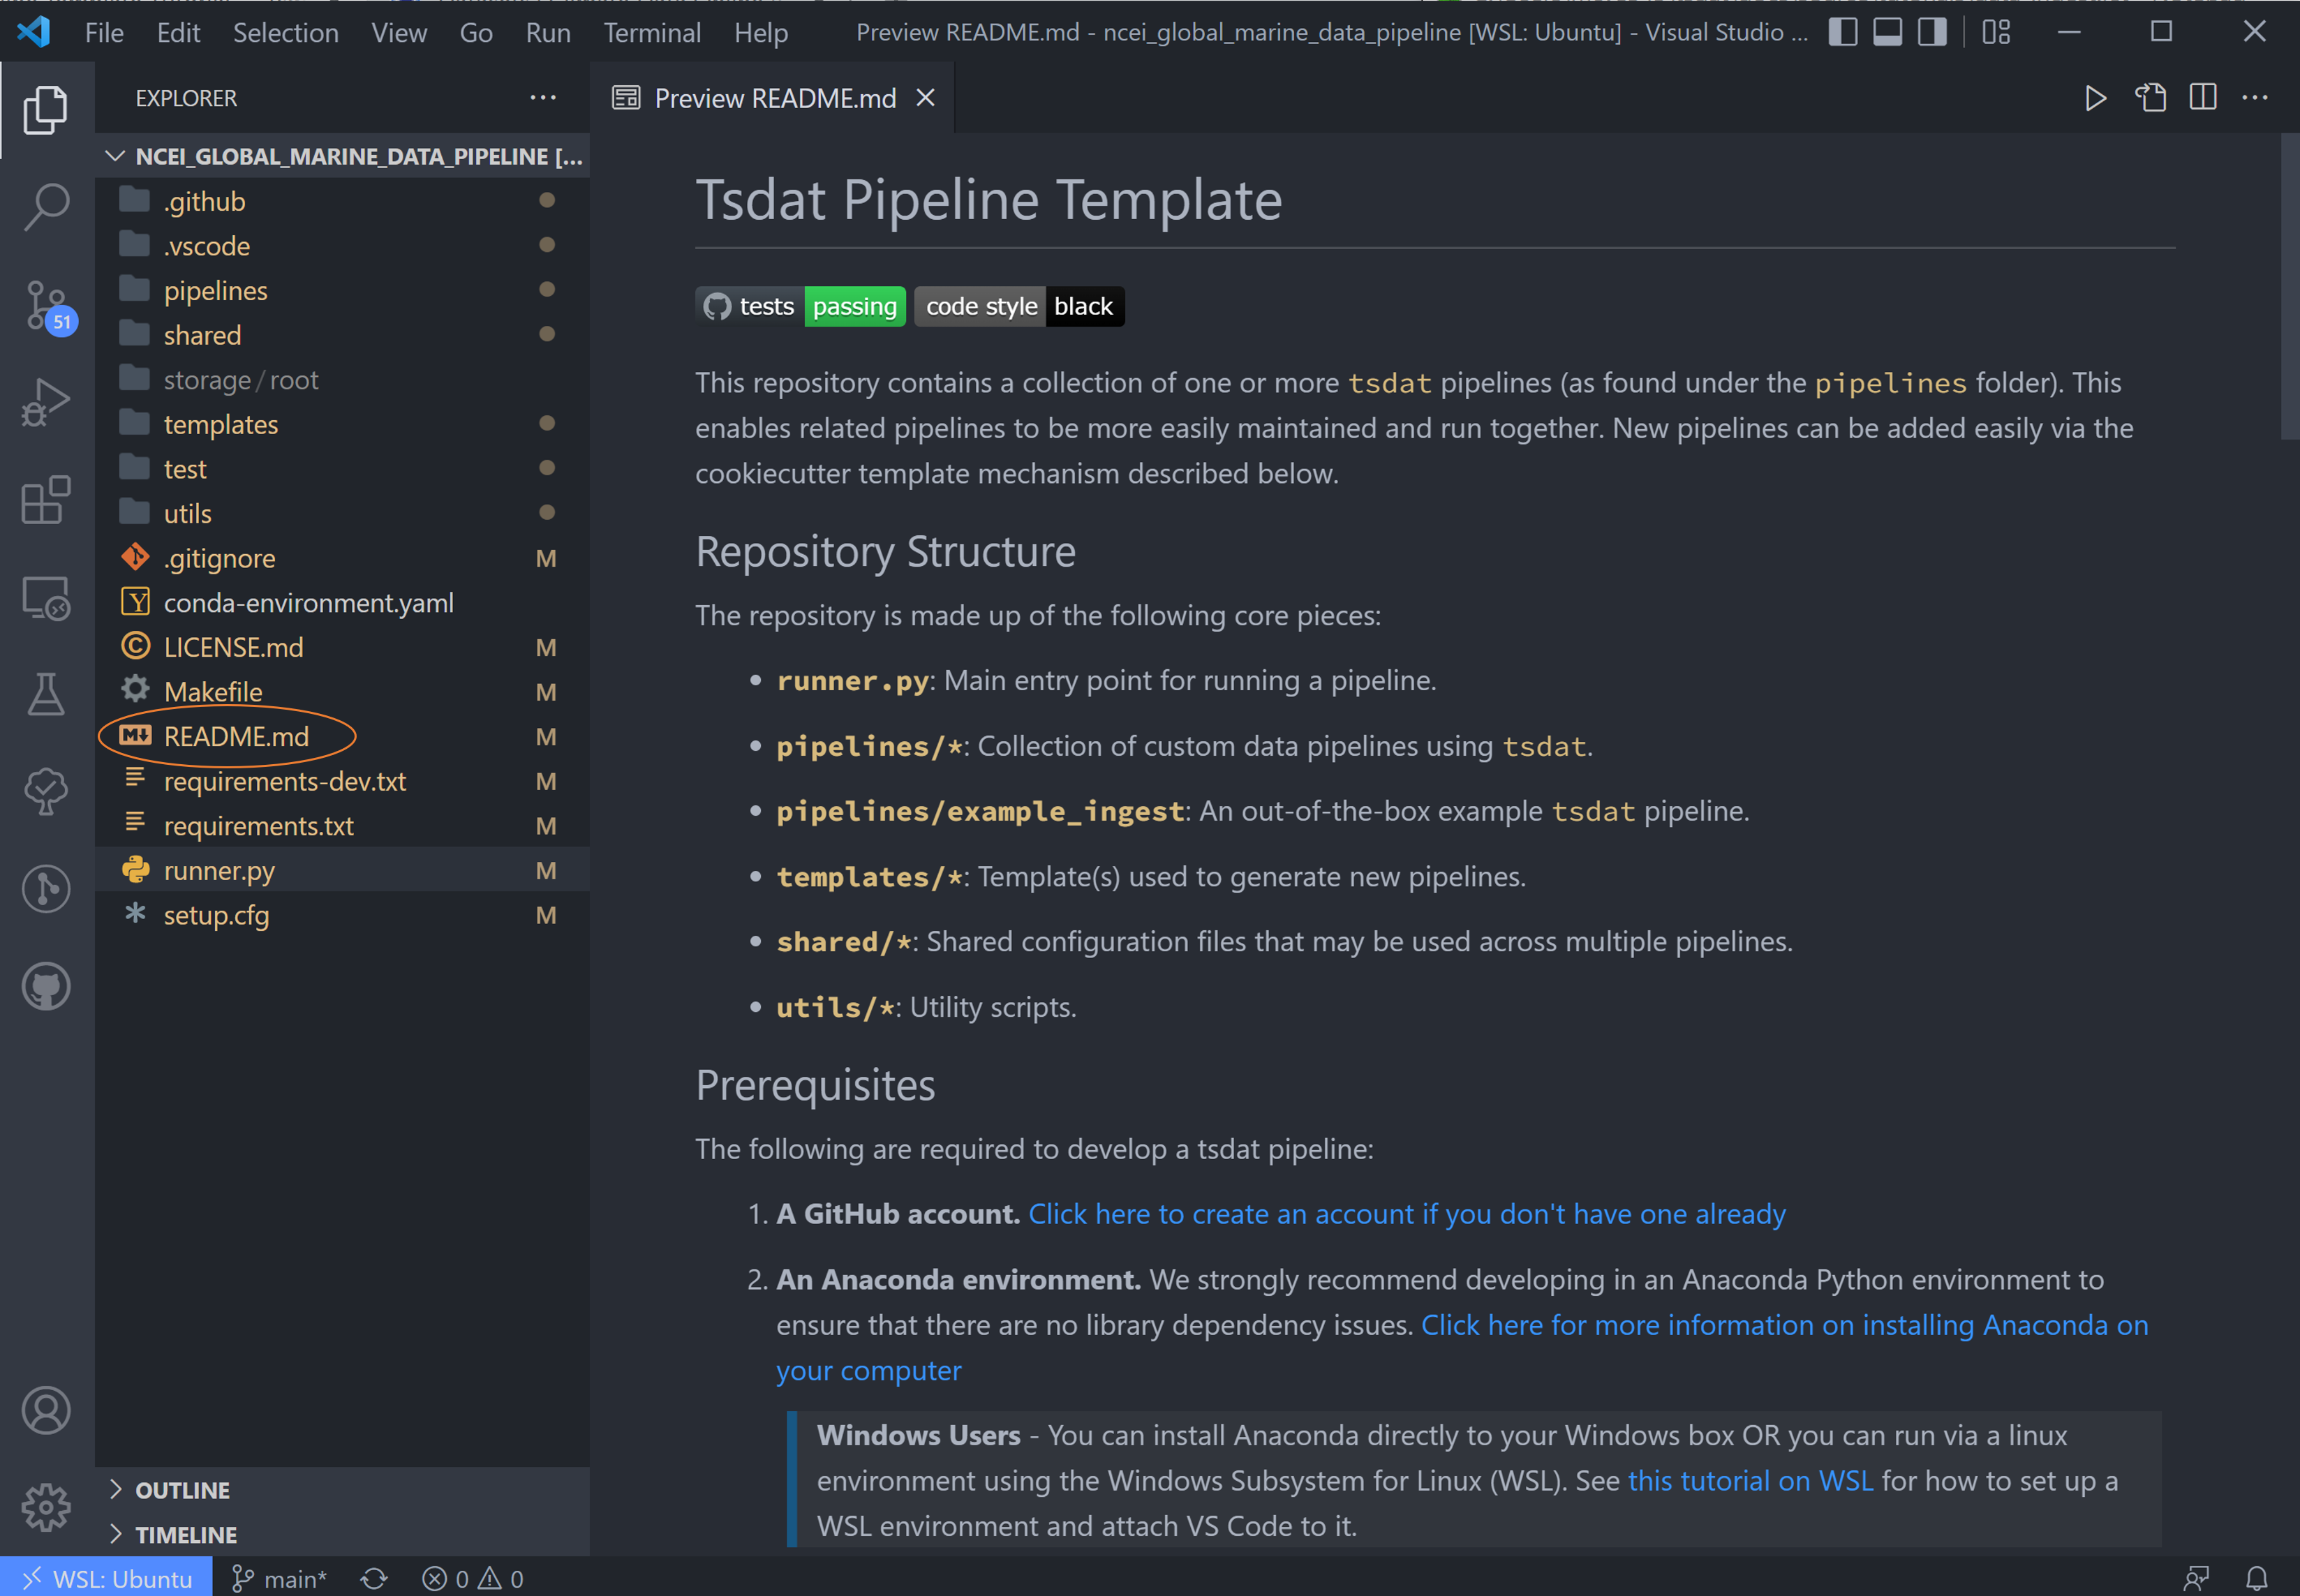 File Edit Selection View Go Run Terminal Help Preview README.md - ncei_global_marine_data_pipeline [WSL: Ubuntu] - Visual Studio ...
EXPLORER
Preview README.md
NCEI_GLOBAL_MARINE_DATA_PIPELINE [...
.github
.vscode
pipelines
shared
storage/root
templates
test
utils
.gitignore M
conda-environment.yaml
LICENSE.md M
Makefile M
README.md M
requirements-dev.txt M
requirements.txt M
runner.py M
setup.cfg M
51
OUTLINE
TIMELINE
Tsdat Pipeline Template
tests passing code style black
This repository contains a collection of one or more tsdat pipelines (as found under the pipelines folder). This
enables related pipelines to be more easily maintained and run together. New pipelines can be added easily via the
cookiecutter template mechanism described below.
Repository Structure
The repository is made up of the following core pieces:
• runner.py: Main entry point for running a pipeline.
• pipelines/*: Collection of custom data pipelines using tsdat.
• pipelines/example_ingest: An out-of-the-box example tsdat pipeline.
• templates/*: Template(s) used to generate new pipelines.
• shared/*: Shared configuration files that may be used across multiple pipelines.
• utils/*: Utility scripts.
Prerequisites
The following are required to develop a tsdat pipeline:
1. A GitHub account. Click here to create an account if you don't have one already
2. An Anaconda environment. We strongly recommend developing in an Anaconda Python environment to
ensure that there are no library dependency issues. Click here for more information on installing Anaconda on
your computer
Windows Users - You can install Anaconda directly to your Windows box OR you can run via a linux
environment using the Windows Subsystem for Linux (WSL). See this tutorial on WSL for how to set up a
WSL environment and attach VS Code to it.
WSL: Ubuntu main* 0 0